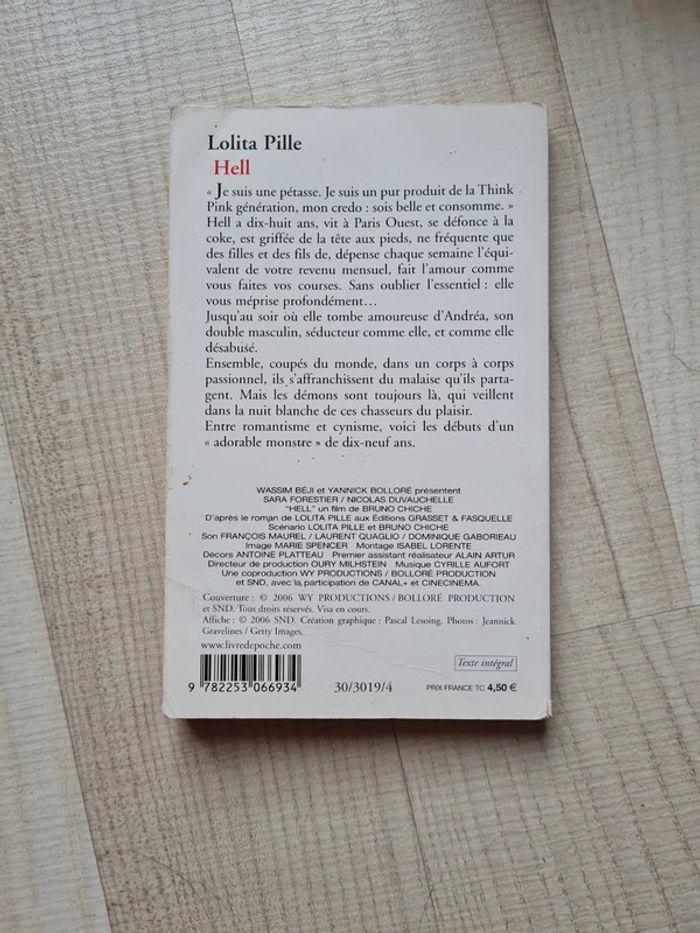 Lolita Pille
Hell
« Je suis une pétasse. Je suis un pur produit de la Think
Pink génération, mon credo : sois belle et consomme. »
Hell a dix-huit ans, vit à Paris Ouest, se défonce à la
coke, est griffée de la tête aux pieds, ne fréquente que
des filles et des fils de, dépense chaque semaine l'équi-
valent de votre revenu mensuel, fait l'amour comme
vous faites vos courses. Sans oublier l'essentiel : elle
vous méprise profondément…
Jusqu'au soir où elle tombe amoureuse d'Andréa, son
double masculin, séducteur comme elle, et comme elle
désabusé.
Ensemble, coupés du monde, dans un corps à corps
passionnel, ils s'affranchissent du malaise qu'ils parta-
gent. Mais les démons sont toujours là, qui veillent
dans la nuit blanche de ces chasseurs du plaisir.
Entre romantisme et cynisme, voici les débuts d'un
« adorable monstre » de dix-neuf ans.
WASSIM BÉJI et YANNICK BOLLORÉ présentent
SARA FORESTIER / NICOLAS DUVAUCHELLE
"HELL" un film de BRUNO CHICHE
D'après le roman de LOLITA PILLE aux Éditions GRASSET & FASQUELLE
Scénario LOLITA PILLE et BRUNO CHICHE
Son FRANÇOIS MAUREL / LAURENT QUAGLIO / DOMINIQUE GABORIEAU
Image MARIE SPENCER Montage ISABEL LORENTE
Décors ANTOINE PLATTEAU Premier assistant réalisateur ALAIN ARTUR
Directeur de production OURY MILHSTEIN Musique CYRILLE AUFORT
Une coproduction WY PRODUCTIONS / BOLLORÉ PRODUCTION
et SND, avec la participation de CANAL+ et CINECINEMA.
Couverture : © 2006 WY PRODUCTIONS / BOLLORÉ PRODUCTION
et SND. Tous droits réservés. Visa en cours.
Affiche : © 2006 SND. Création graphique : Pascal Lesoing. Photos : Jeannick
Gravelines / Getty Images.
www.livredepoche.com
Texte intégral
9 782253 066934
30/3019/4
PRIX FRANCE TC 4,50 €